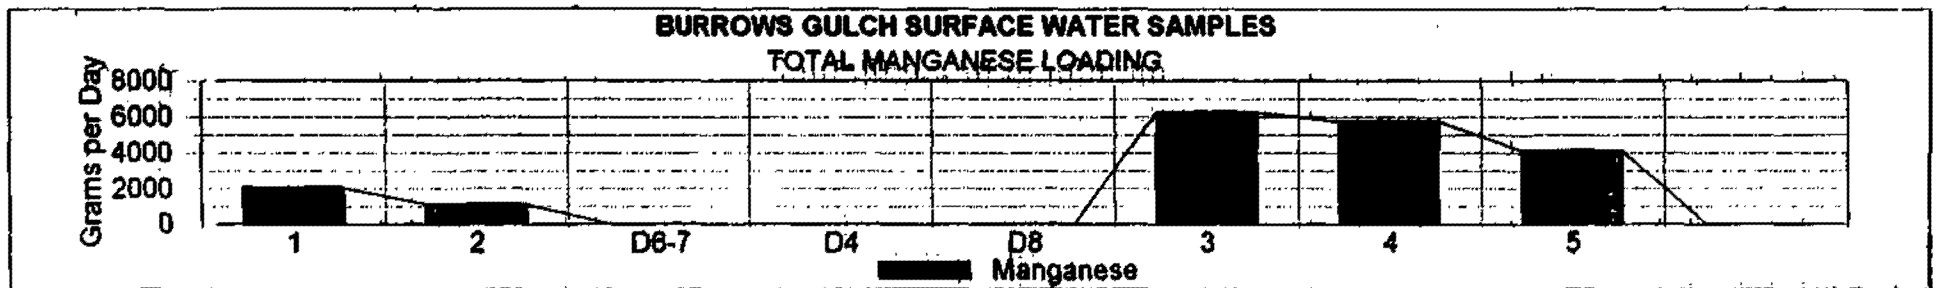 BURROWS GULCH SURFACE WATER SAMPLES
TOTAL MANGANESE LOADING
Grams per Day
8000
6000
4000
2000
0
1 2 D6-7 D4 D8 3 4 5
Manganese